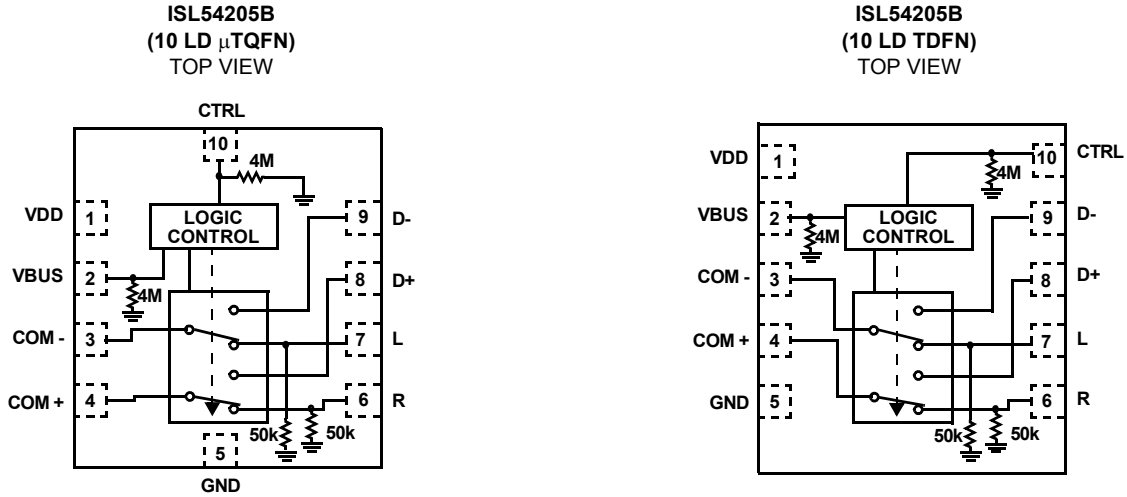 ISL54205B
(10 LD μTQFN)
TOP VIEW
CTRL
10
4M
VDD
1
LOGIC
CONTROL
9
D-
VBUS
2
4M
8
D+
COM -
3
7
L
COM +
4
6
R
50k
50k
5
GND
ISL54205B
(10 LD TDFN)
TOP VIEW
VDD
1
10
CTRL
4M
VBUS
2
4M
LOGIC
CONTROL
9
D-
COM -
3
8
D+
COM +
4
7
L
GND
5
6
R
50k
50k